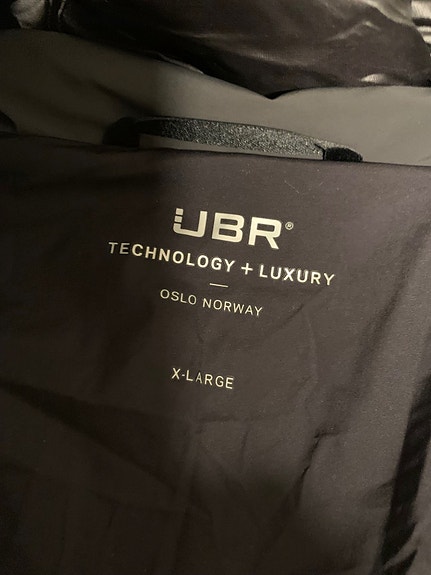 UBR®
TECHNOLOGY + LUXURY
OSLO NORWAY
X-LARGE